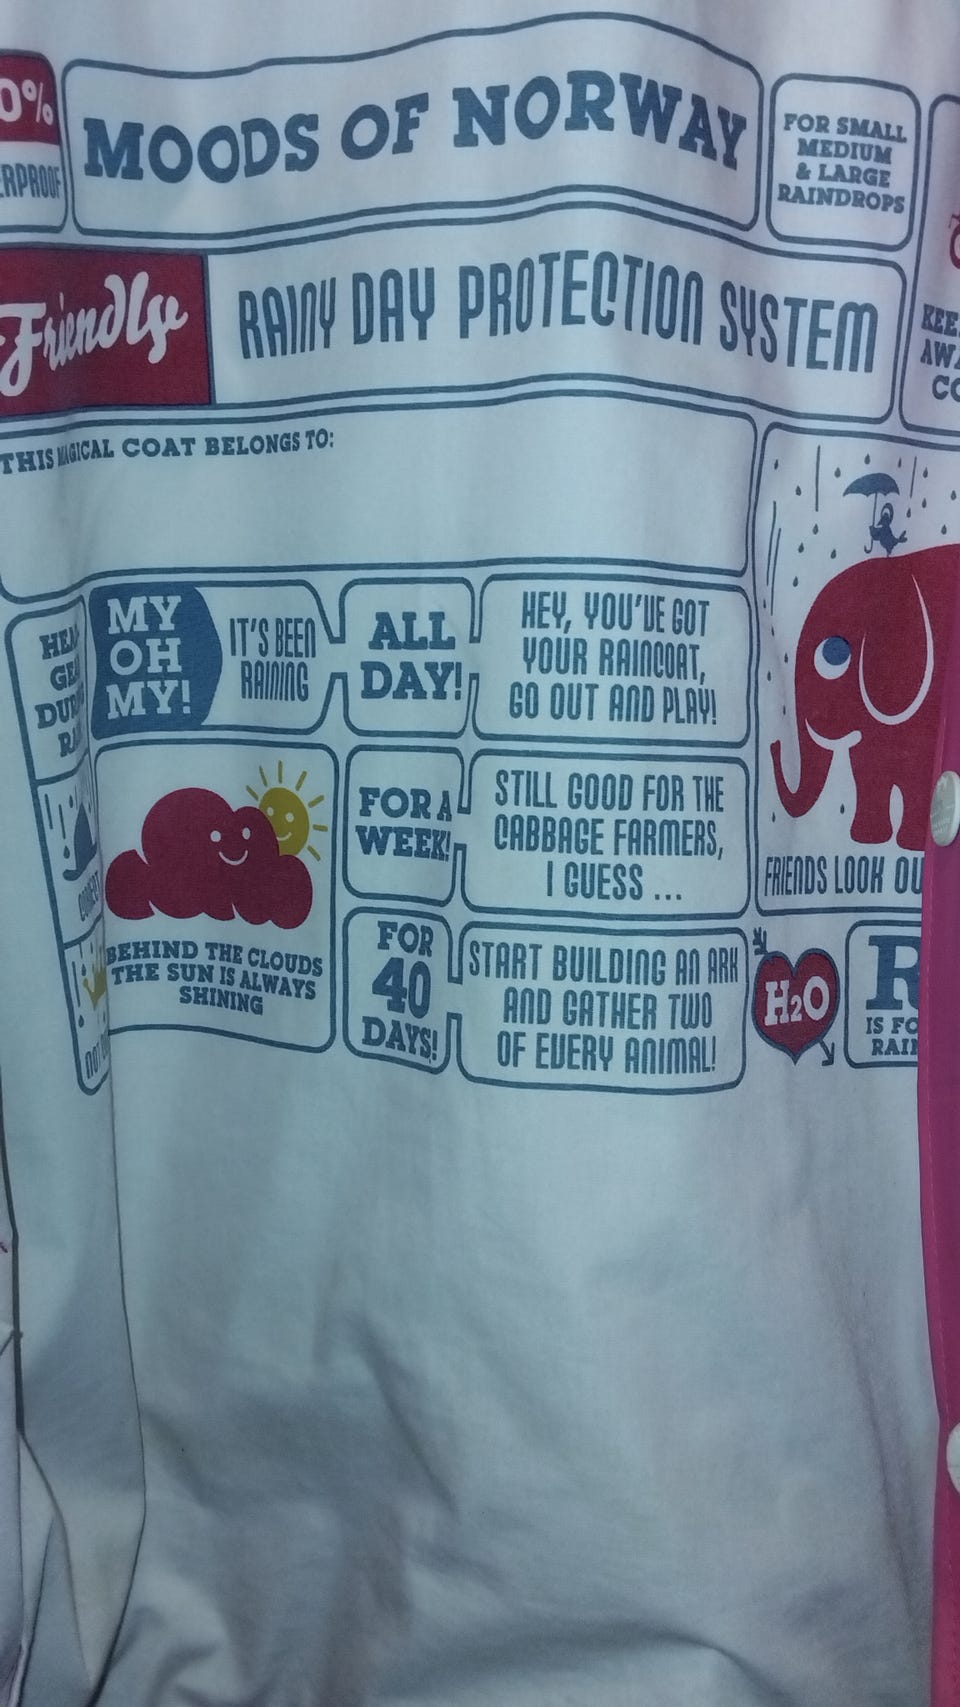 MOODS OF NORWAY
FOR SMALL
MEDIUM
& LARGE
RAINDROPS
Friendly
RAINY DAY PROTECTION SYSTEM
THIS MAGICAL COAT BELONGS TO:
MY
OH
MY!
IT'S BEEN
RAINING
ALL
DAY!
HEY, YOU'VE GOT
YOUR RAINCOAT,
GO OUT AND PLAY!
FOR A
WEEK!
STILL GOOD FOR THE
CABBAGE FARMERS,
I GUESS ...
FOR
40
DAYS!
START BUILDING AN ARK
AND GATHER TWO
OF EVERY ANIMAL!
BEHIND THE CLOUDS
THE SUN IS ALWAYS
SHINING
FRIENDS LOOK
H2O
R
IS